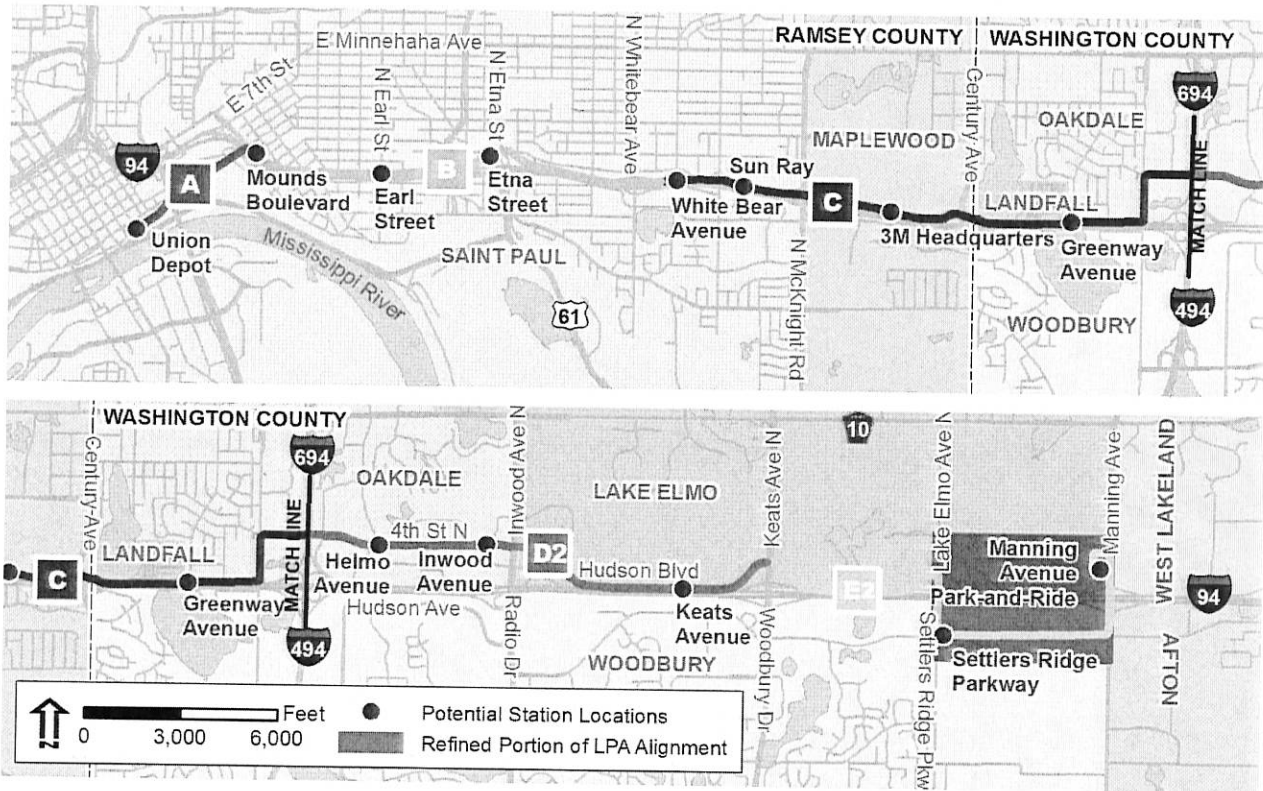 E Minnehaha Ave
E 7th St
N Earl St
N Etna St
N Whitebear Ave
RAMSEY COUNTY
WASHINGTON COUNTY
Century Ave
694
OAKDALE
MAPLEWOOD
94
A
B
Mounds
Boulevard
Earl
Street
Etna
Street
Sun Ray
White Bear
Avenue
C
LANDFALL
MATCH LINE
3M Headquarters
Greenway
Avenue
Union
Depot
Mississippi River
SAINT PAUL
61
N McKnight Rd
494
WOODBURY
WASHINGTON COUNTY
Century Ave
694
OAKDALE
Inwood Ave N
LAKE ELMO
Keats Ave N
10
Lake Elmo Ave N
Manning Ave
WEST LAKELAND
MATCH LINE
4th St N
C
LANDFALL
Greenway
Avenue
Helmo
Avenue
Inwood
Avenue
D2
Hudson Blvd
Keats
Avenue
E2
Manning
Avenue
Park-and-Ride
94
Hudson Ave
494
Radio Dr
WOODBURY
Woodbury Dr
Settlers Ridge Pkwy
Settlers Ridge
Parkway
AFTON
N
Feet
0 3,000 6,000
Potential Station Locations
Refined Portion of LPA Alignment